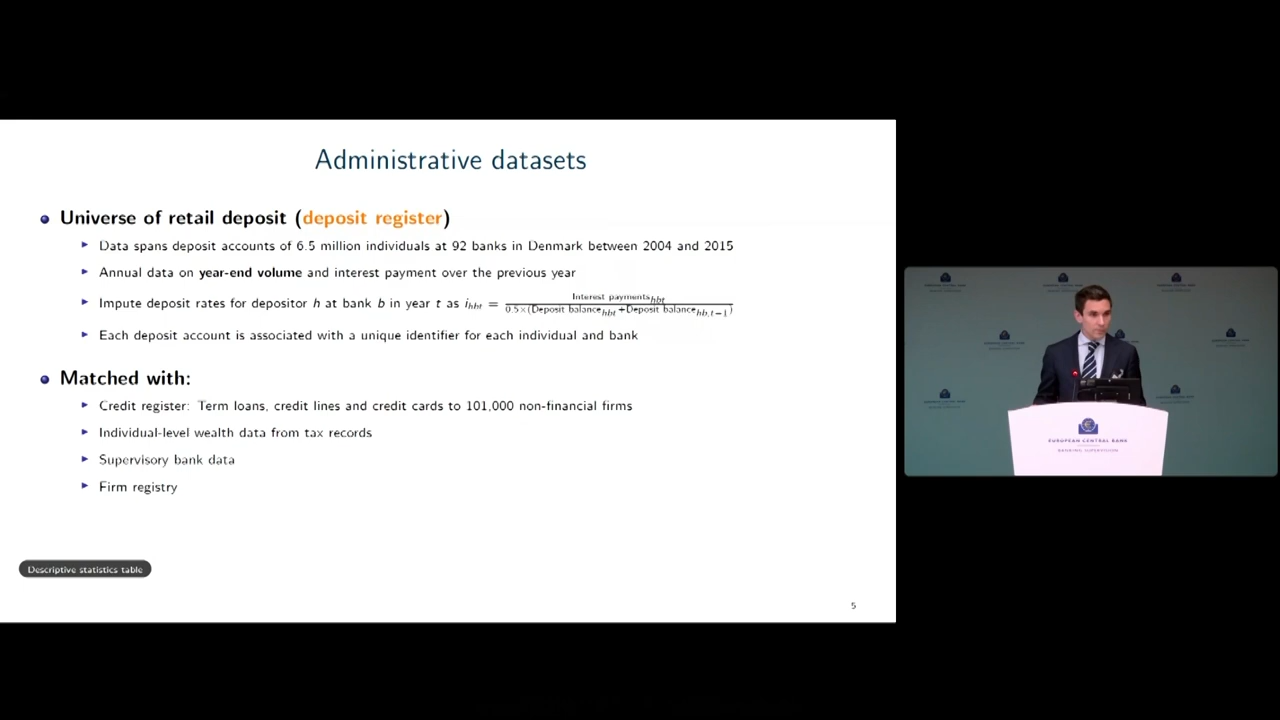 Administrative datasets
Universe of retail deposit (deposit register)
Data spans deposit accounts of 6.5 million individuals at 92 banks in Denmark between 2004 and 2015
Annual data on year-end volume and interest payment over the previous year
Impute deposit rates for depositor h at bank b in year t as i_hbt = Interest payments_hbt / 0.5×(Deposit balance_hbt+Deposit balance_hb,t−1)
Each deposit account is associated with a unique identifier for each individual and bank
Matched with:
Credit register: Term loans, credit lines and credit cards to 101,000 non-financial firms
Individual-level wealth data from tax records
Supervisory bank data
Firm registry
Descriptive statistics table
5
EUROPEAN CENTRAL BANK
BANKING SUPERVISION